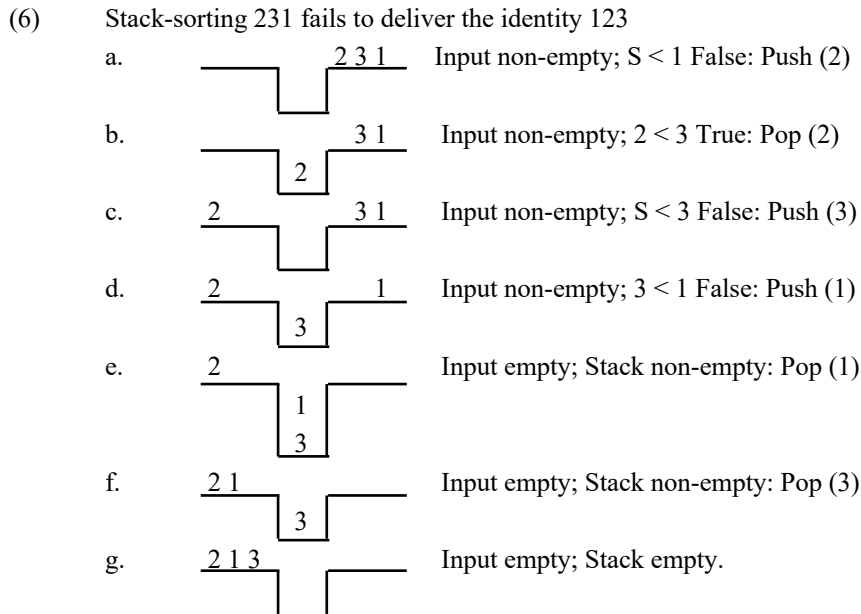 (6) Stack-sorting 231 fails to deliver the identity 123
a. 2 3 1 Input non-empty; S < 1 False: Push (2)
b. 3 1 Input non-empty; 2 < 3 True: Pop (2)
2
c. 2 3 1 Input non-empty; S < 3 False: Push (3)
d. 2 1 Input non-empty; 3 < 1 False: Push (1)
3
e. 2 Input empty; Stack non-empty: Pop (1)
1
3
f. 2 1 Input empty; Stack non-empty: Pop (3)
3
g. 2 1 3 Input empty; Stack empty.